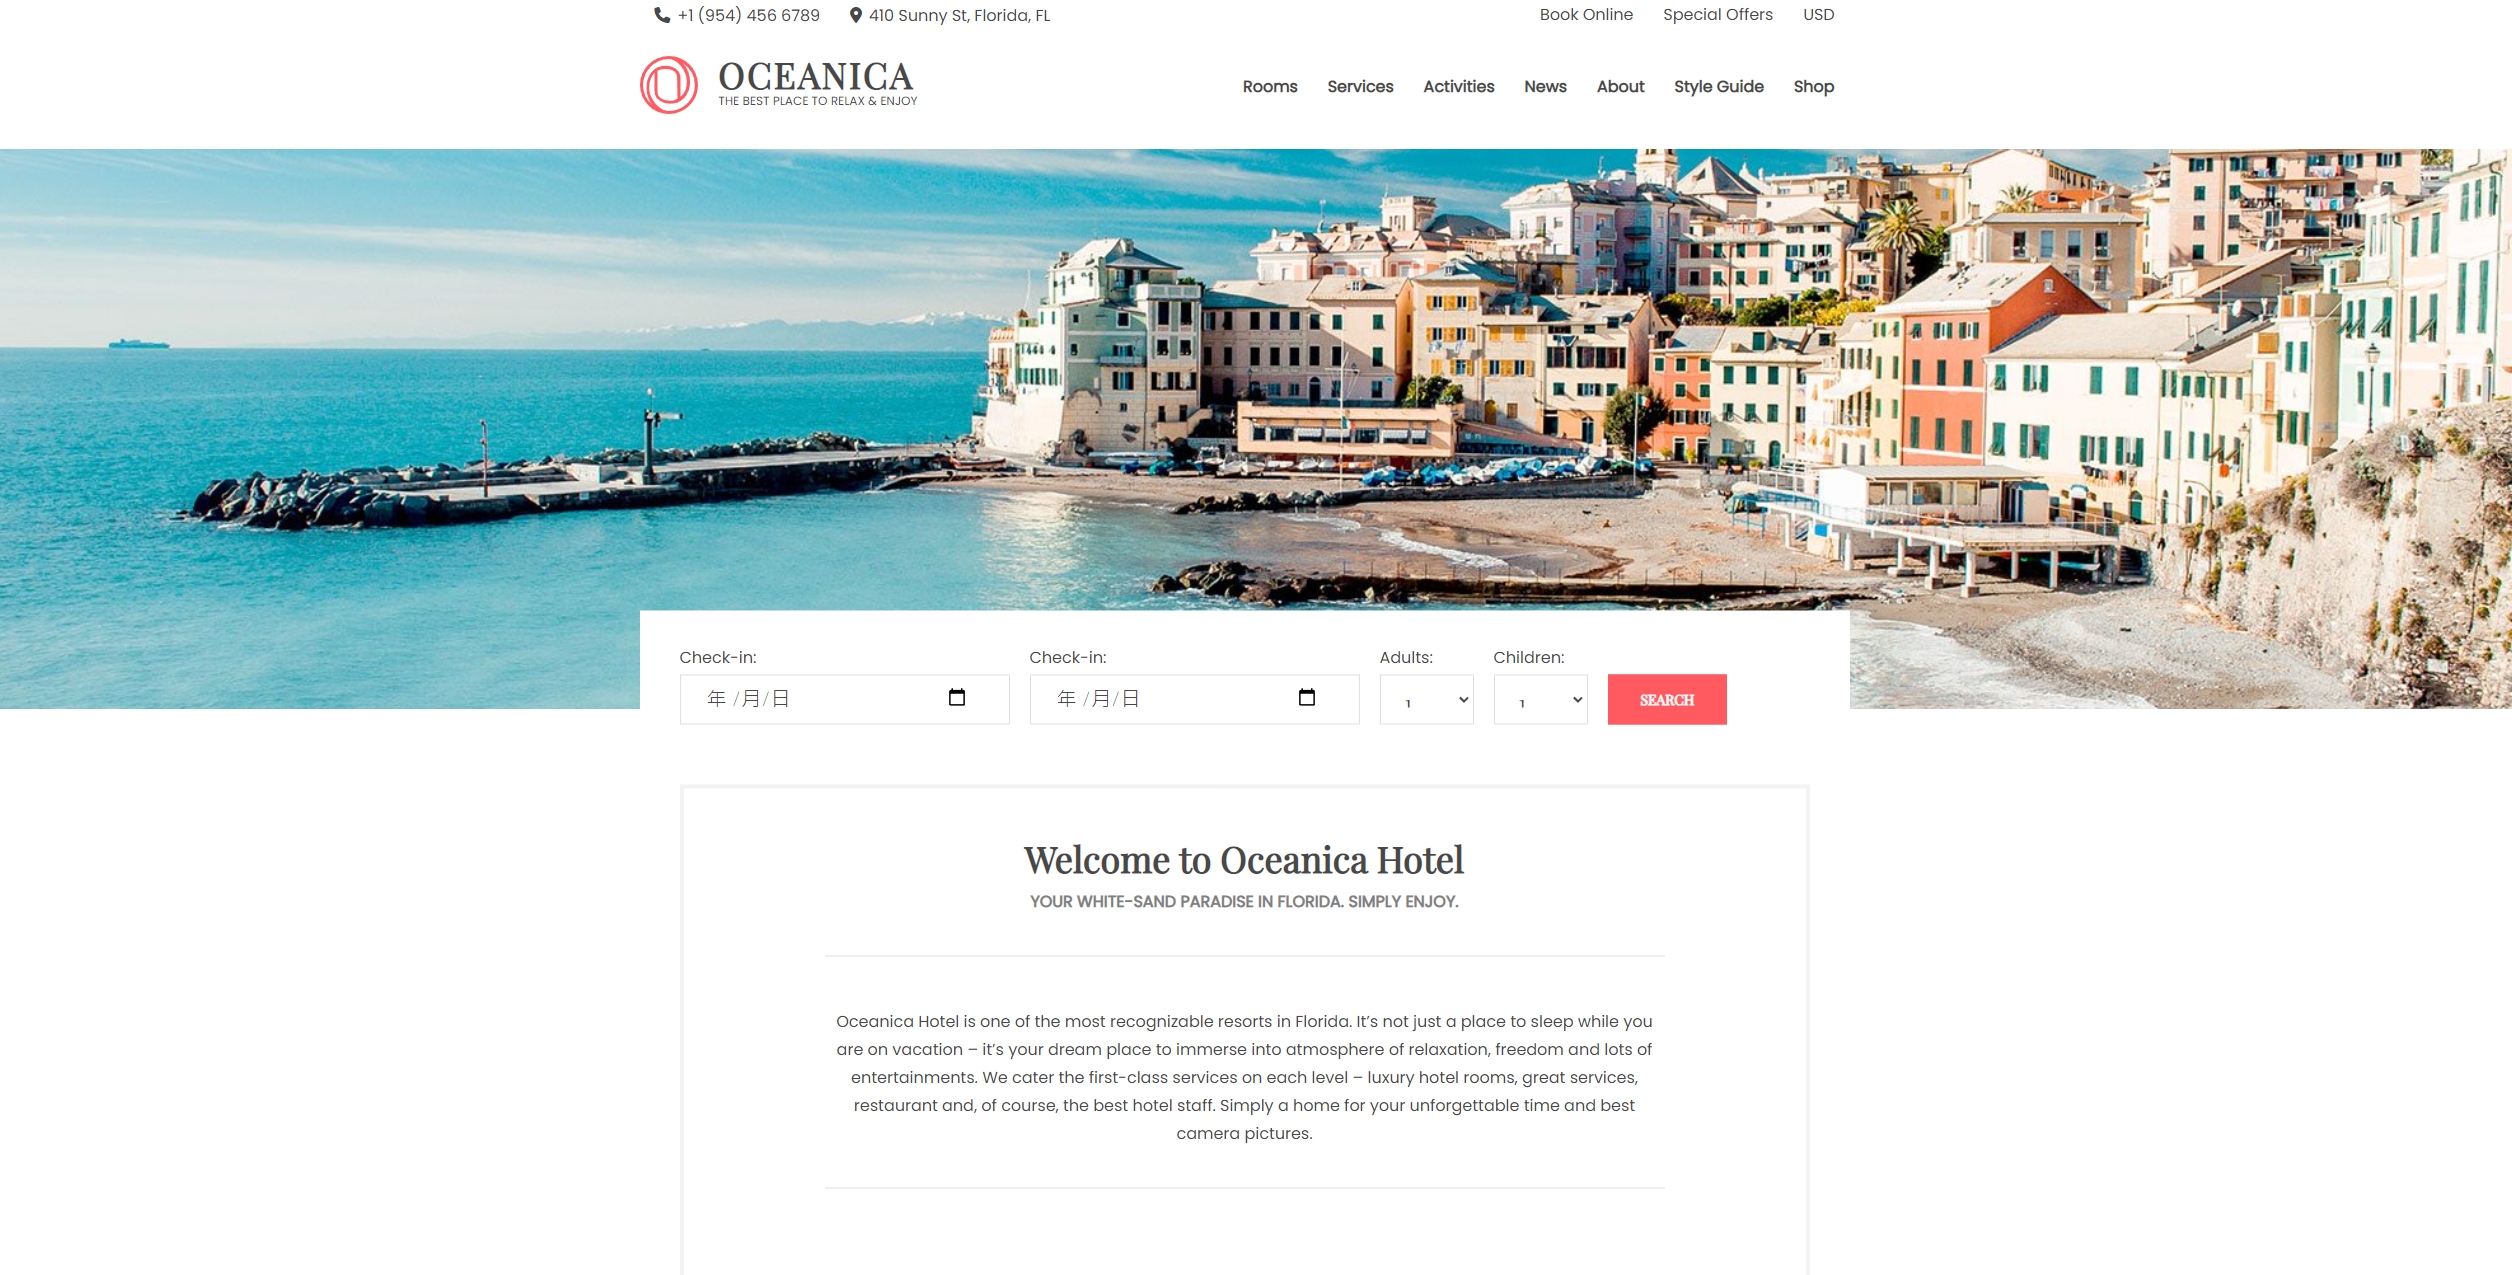 +1 (954) 456 6789 410 Sunny St, Florida, FL Book Online Special Offers USD
OCEANICA
THE BEST PLACE TO RELAX & ENJOY
Rooms Services Activities News About Style Guide Shop
Check-in: Check-in: Adults: Children:
年 /月/日 年 /月/日 1 1 SEARCH
Welcome to Oceanica Hotel
YOUR WHITE-SAND PARADISE IN FLORIDA. SIMPLY ENJOY.
Oceanica Hotel is one of the most recognizable resorts in Florida. It’s not just a place to sleep while you
are on vacation – it’s your dream place to immerse into atmosphere of relaxation, freedom and lots of
entertainments. We cater the first-class services on each level – luxury hotel rooms, great services,
restaurant and, of course, the best hotel staff. Simply a home for your unforgettable time and best
camera pictures.